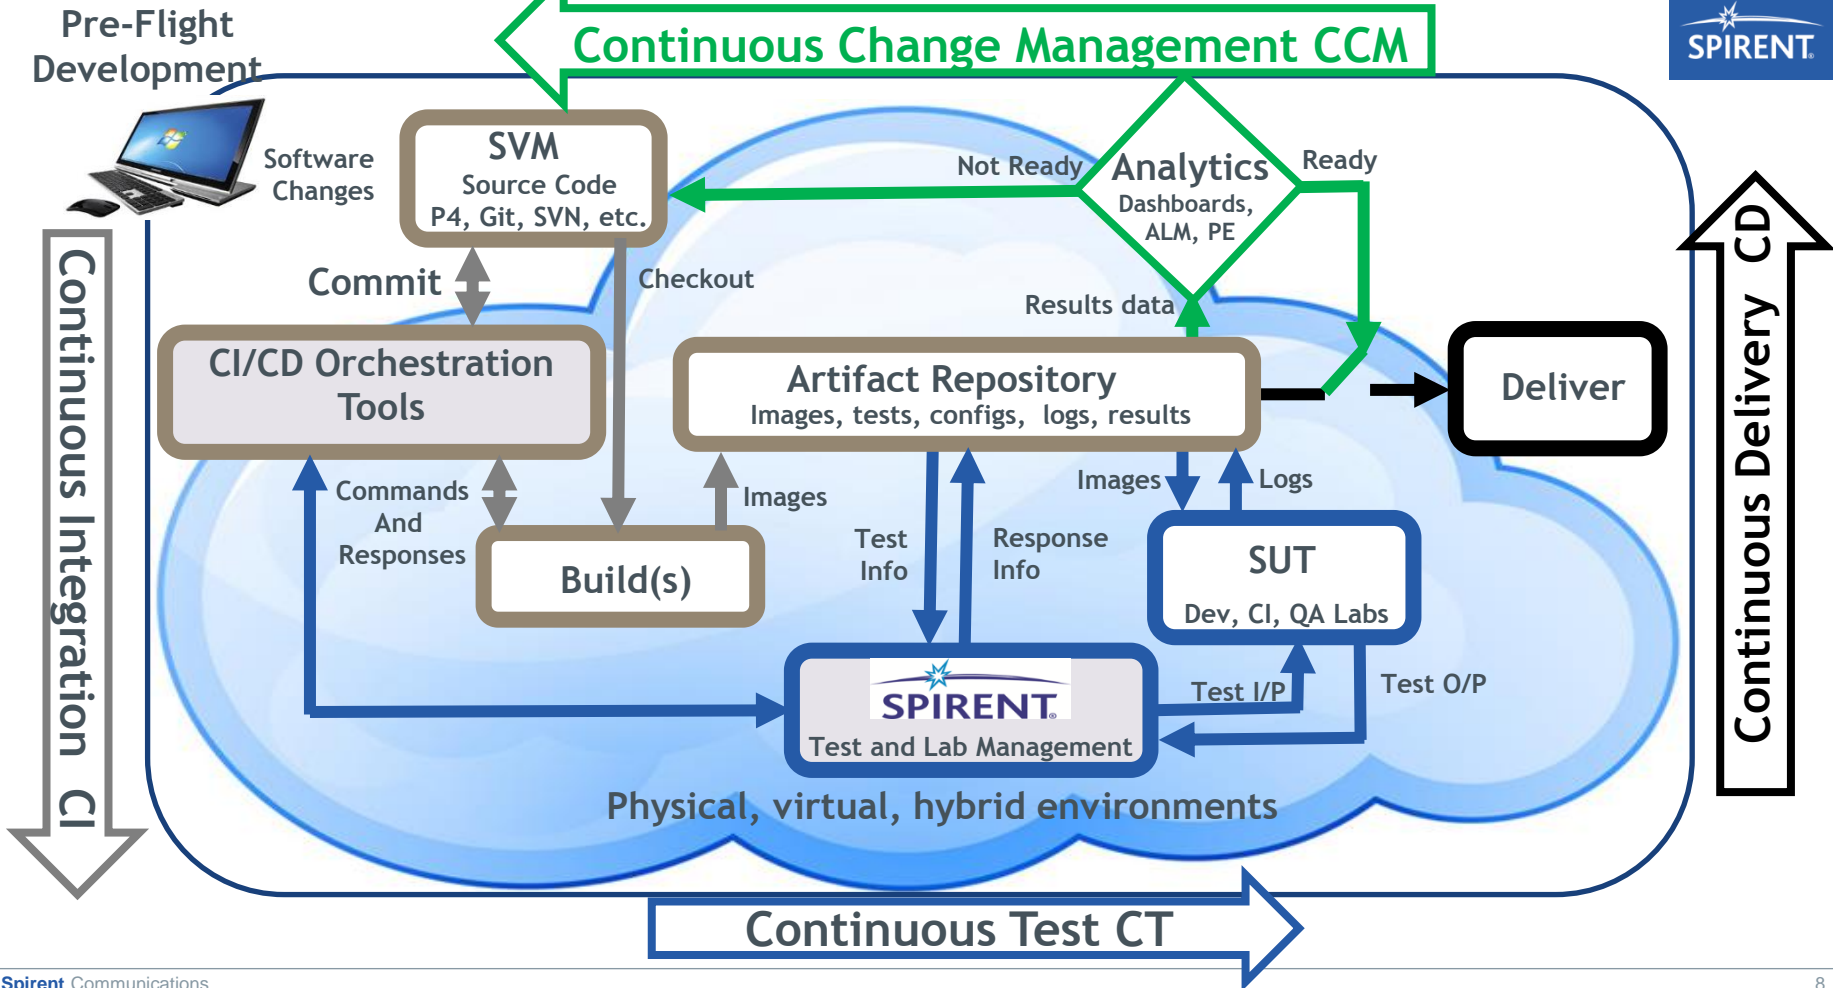 Pre-Flight
Development
Continuous Change Management CCM
SPIRENT
Software
Changes
SVM
Source Code
P4, Git, SVN, etc.
Not Ready
Analytics
Dashboards,
ALM, PE
Ready
Commit
Checkout
Results data
CI/CD Orchestration
Tools
Artifact Repository
Images, tests, configs, logs, results
Deliver
Commands
And
Responses
Images
Test
Info
Response
Info
Images
Logs
Build(s)
SUT
Dev, CI, QA Labs
SPIRENT
Test and Lab Management
Test I/P
Test O/P
Physical, virtual, hybrid environments
Continuous Integration CI
Continuous Delivery CD
Continuous Test CT
Spirent Communications
8